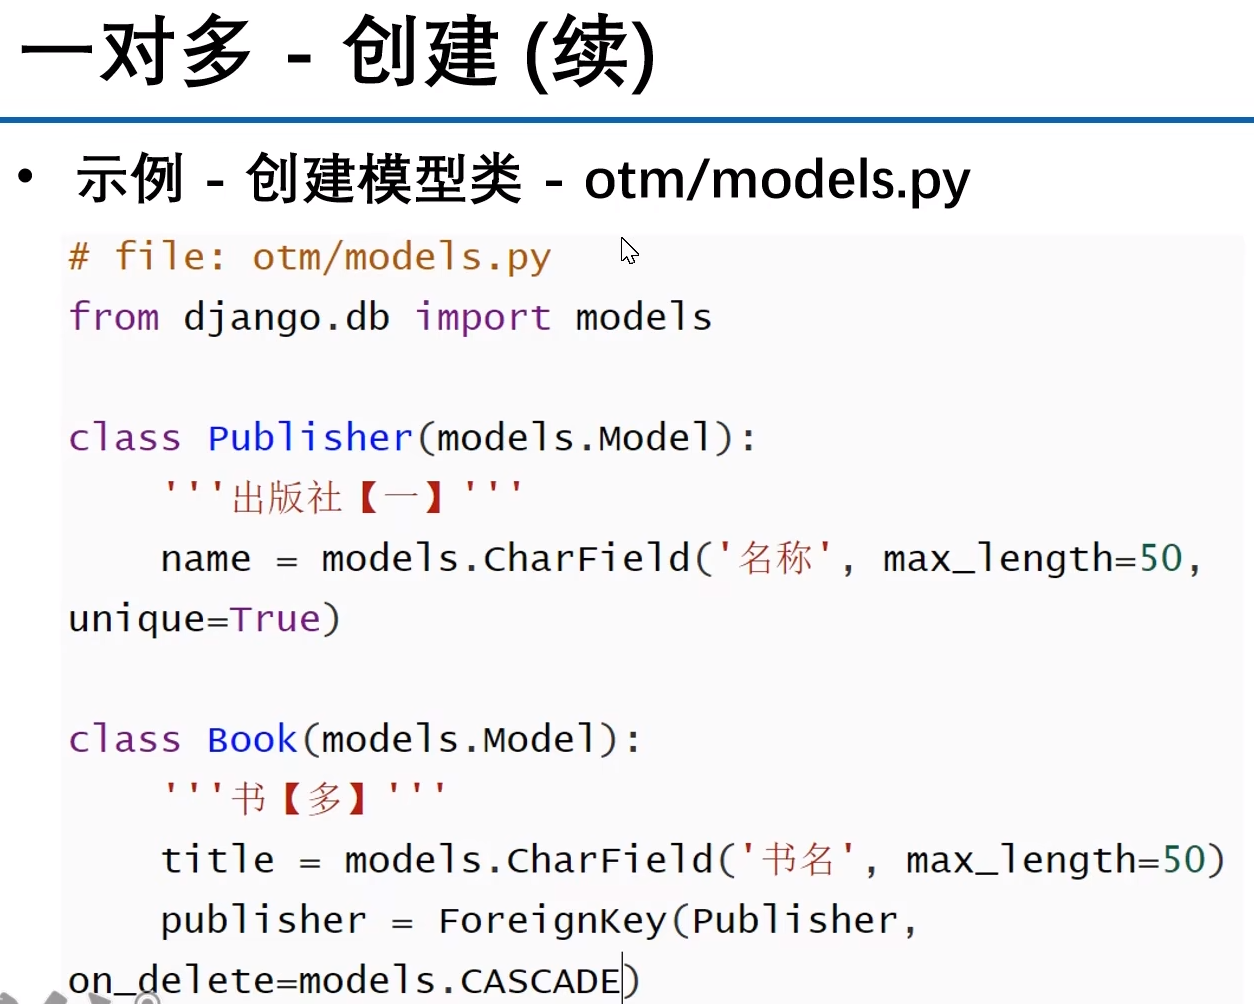 一对多 - 创建 (续)
• 示例 - 创建模型类 - otm/models.py
# file: otm/models.py
from django.db import models
class Publisher(models.Model):
'''出版社【一】'''
name = models.CharField('名称', max_length=50,
unique=True)
class Book(models.Model):
'''书【多】'''
title = models.CharField('书名', max_length=50)
publisher = ForeignKey(Publisher,
on_delete=models.CASCADE)